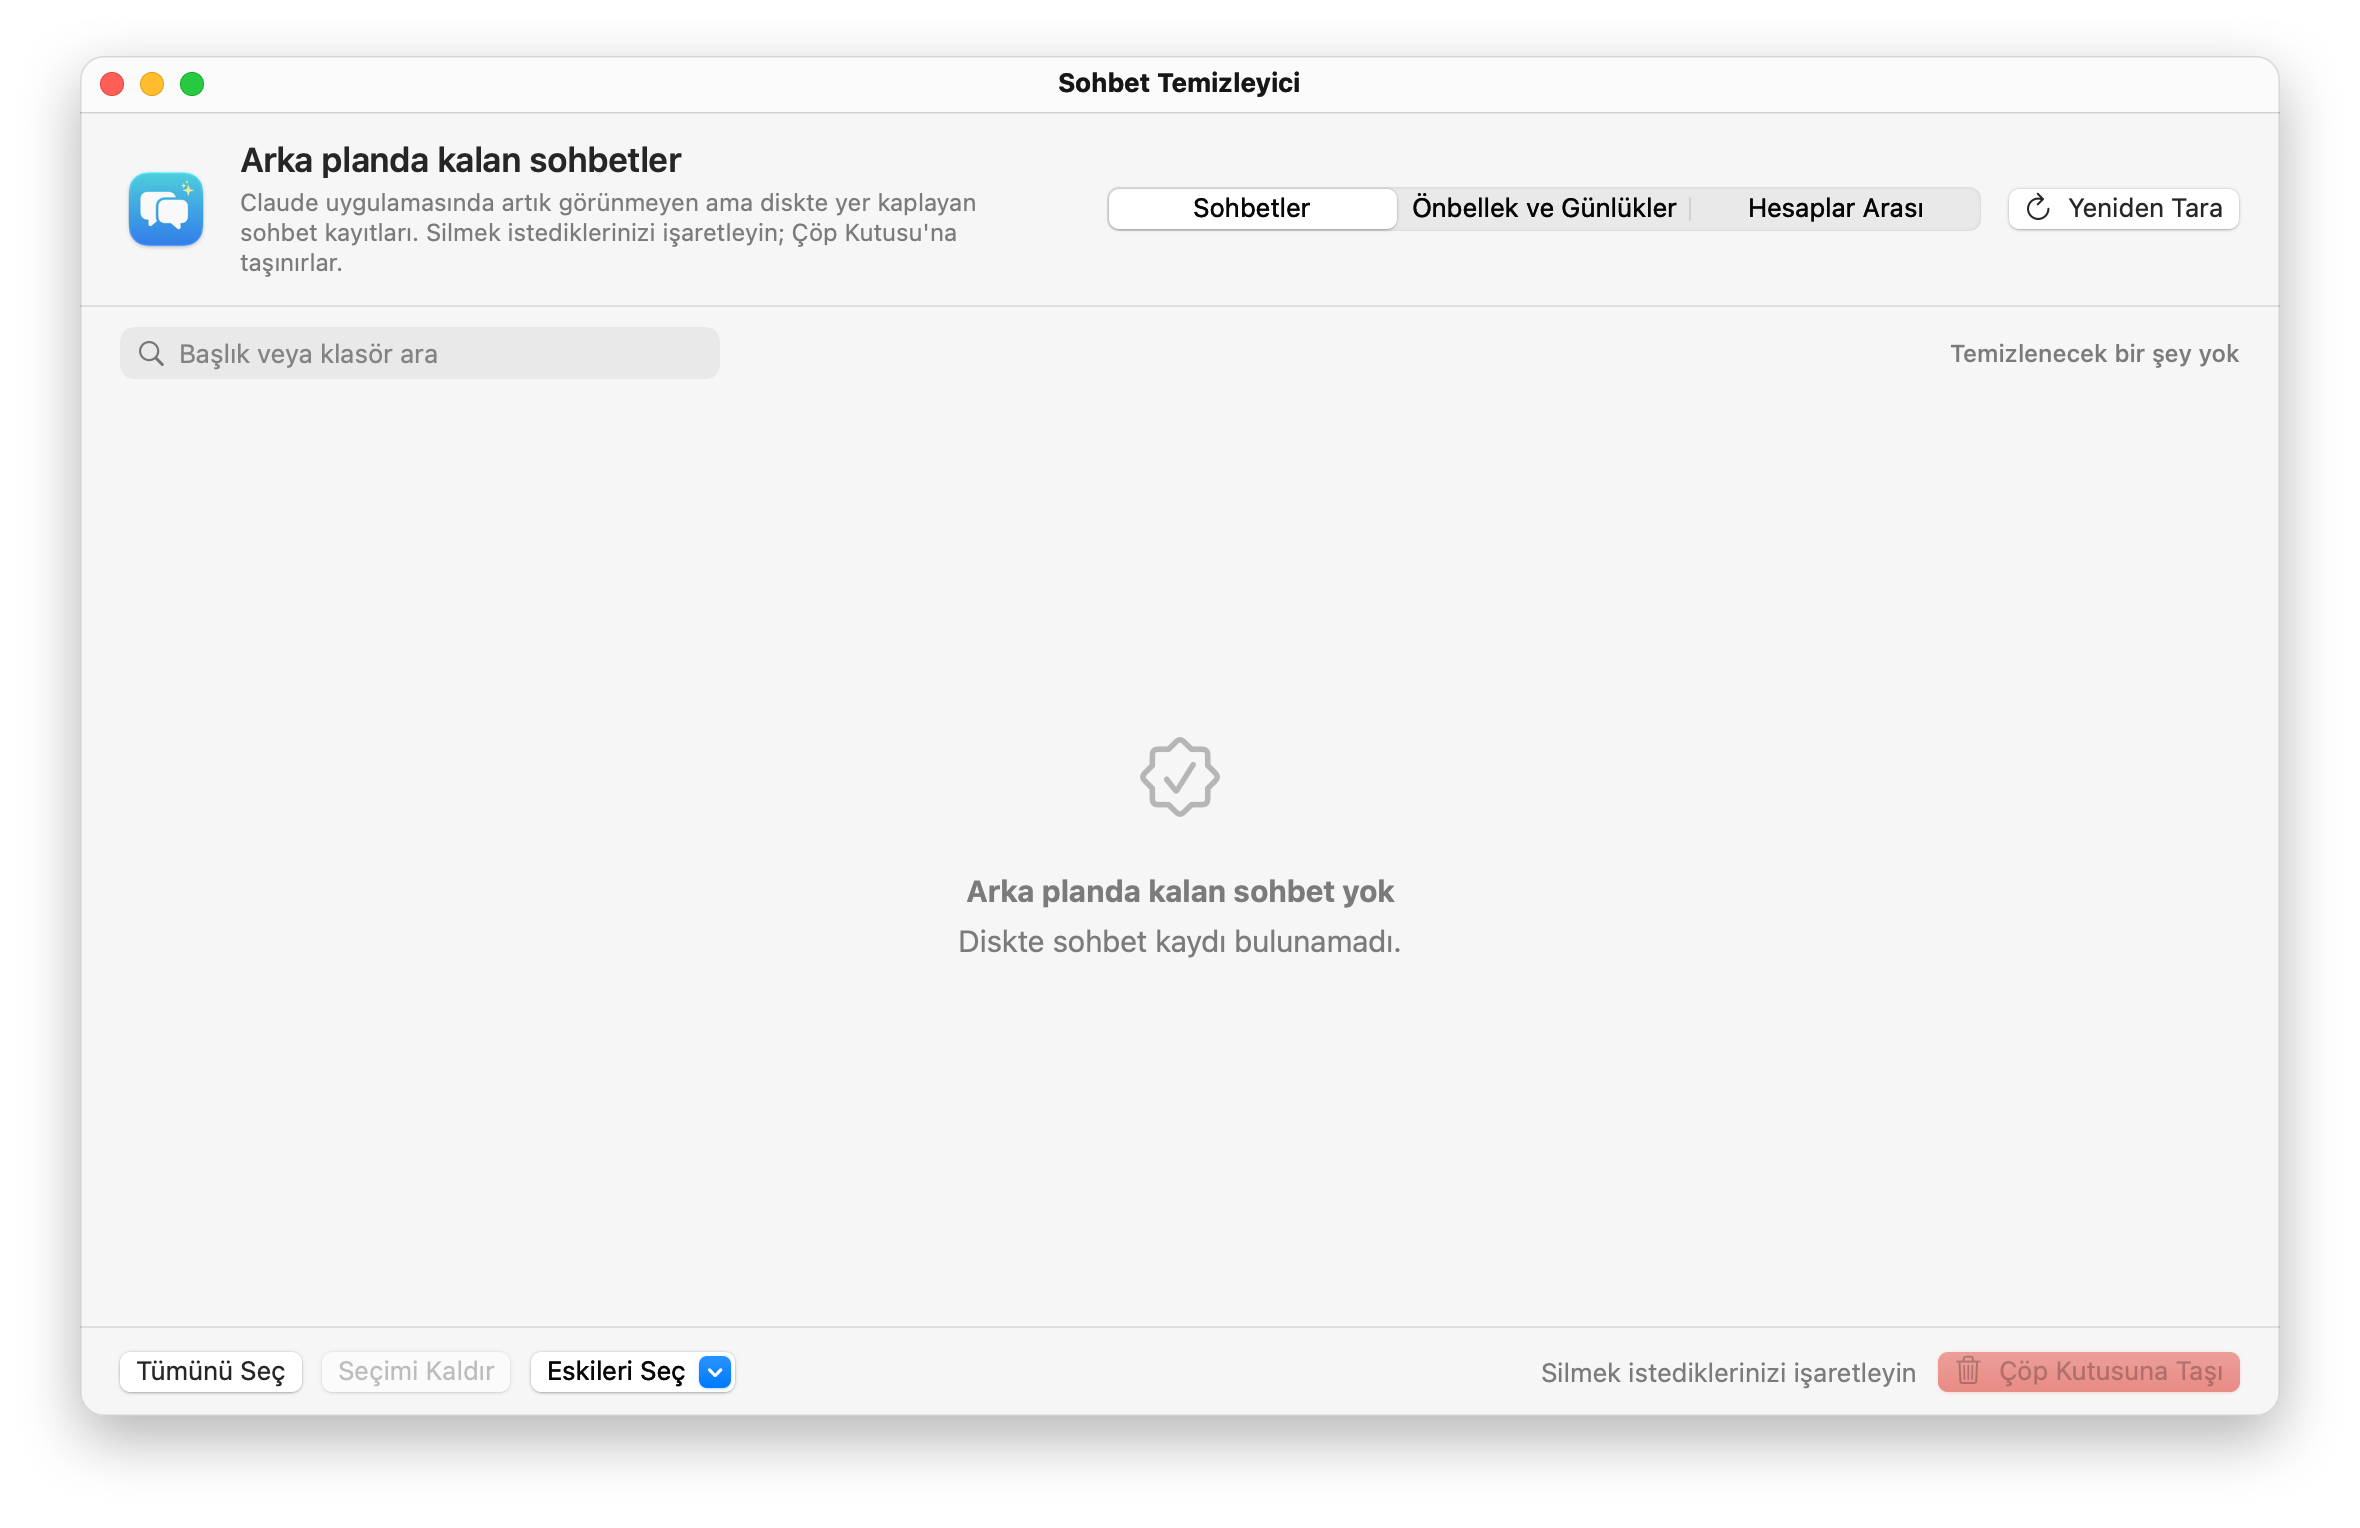 Sohbet Temizleyici
Arka planda kalan sohbetler
Claude uygulamasında artık görünmeyen ama diskte yer kaplayan
sohbet kayıtları. Silmek istediklerinizi işaretleyin; Çöp Kutusu'na
taşınırlar.
Sohbetler
Önbellek ve Günlükler
Hesaplar Arası
Yeniden Tara
Başlık veya klasör ara
Temizlenecek bir şey yok
Arka planda kalan sohbet yok
Diskte sohbet kaydı bulunamadı.
Tümünü Seç
Seçimi Kaldır
Eskileri Seç
Silmek istediklerinizi işaretleyin
Çöp Kutusuna Taşı